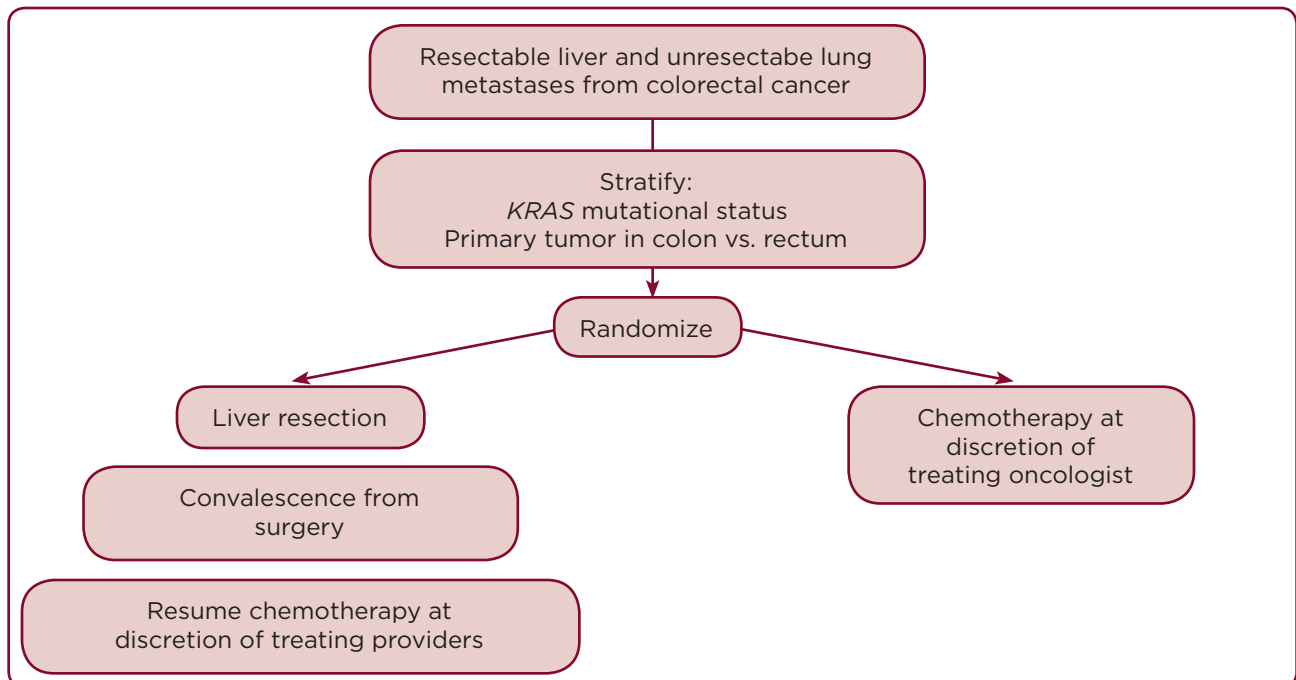 Resectable liver and unresectabe lung
metastases from colorectal cancer
Stratify:
KRAS mutational status
Primary tumor in colon vs. rectum
Randomize
Liver resection
Chemotherapy at
discretion of
treating oncologist
Convalescence from
surgery
Resume chemotherapy at
discretion of treating providers